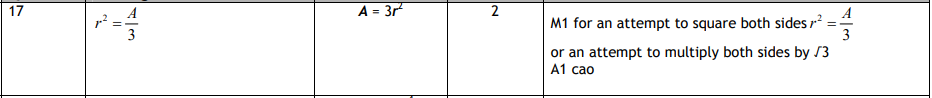 17
r² = A/3
A = 3r²
2
M1 for an attempt to square both sides r² = A/3
or an attempt to multiply both sides by √3
A1 cao